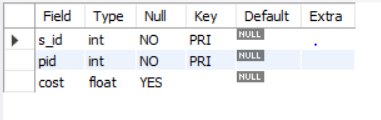 Field Type Null Key Default Extra
s_id int NO PRI NULL
pid int NO PRI NULL
cost float YES NULL